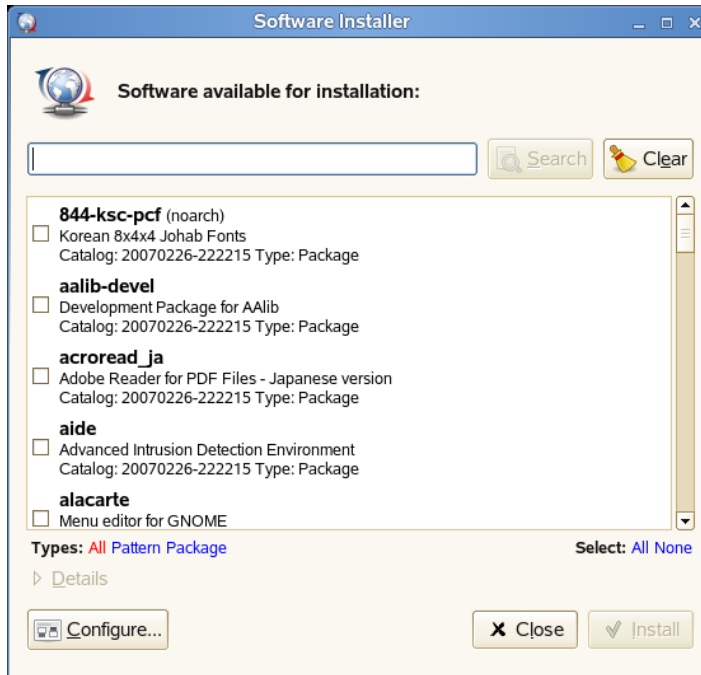 Software Installer
Software available for installation:
Search
Clear
844-ksc-pcf (noarch)
Korean 8x4x4 Johab Fonts
Catalog: 20070226-222215 Type: Package
aalib-devel
Development Package for AAlib
Catalog: 20070226-222215 Type: Package
acroread_ja
Adobe Reader for PDF Files - Japanese version
Catalog: 20070226-222215 Type: Package
aide
Advanced Intrusion Detection Environment
Catalog: 20070226-222215 Type: Package
alacarte
Menu editor for GNOME
Types: All Pattern Package Select: All None
Details
Configure...
Close
Install